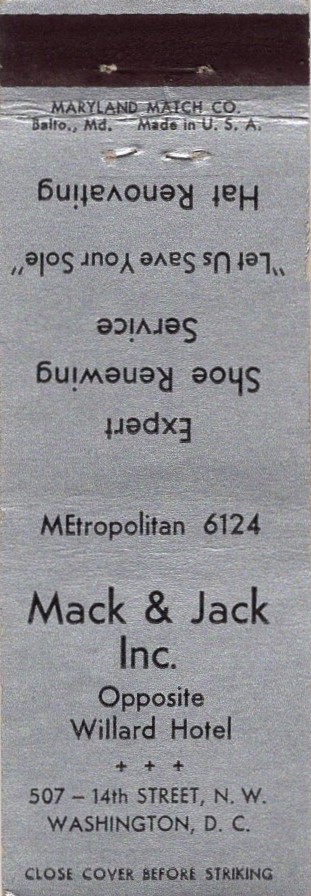 MARYLAND MATCH CO.
Balto., Md. Made in U. S. A.
Expert
Shoe Renewing
Service
"Let Us Save Your Sole"
Hat Renovating
MEtropolitan 6124
Mack & Jack
Inc.
Opposite
Willard Hotel
+ + +
507 – 14th STREET, N. W.
WASHINGTON, D. C.
CLOSE COVER BEFORE STRIKING